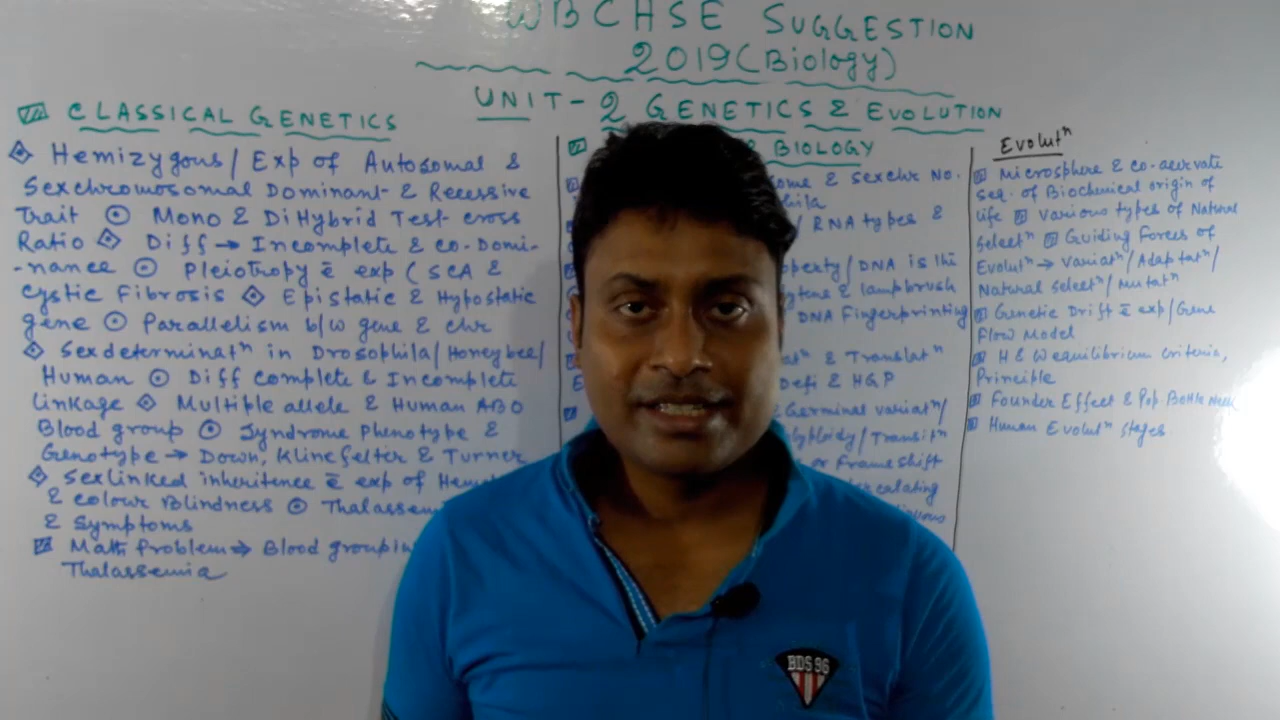 WBCHSE SUGGESTION
2019 (Biology)
UNIT-2 GENETICS & EVOLUTION
CLASSICAL GENETICS
Hemizygous/ Exp of Autosomal &
Sexchromosomal Dominant & Recessive
Trait ⊙ Mono & DiHybrid Test cross
Ratio ◈ Diff → Incomplete & co-Domi-
-nance ⊙ Pleiotropy c̄ exp ( SCA &
Cystic Fibrosis ◈ Epistatic & Hypostatic
gene ⊙ Parallelism b/w gene & chr
Sexdeterminatⁿ in Drosophila/Honeybee/
Human ⊙ Diff complete & Incomplete
linkage ◈ Multiple allele & Human ABO
Blood group ⊙ Syndrome Phenotype &
Genotype → Down, Klinefelter & Turner
Sexlinked inheritence c̄ exp of
& colour Blindness ⊙
& Symptoms
Math Problem ⇒ Blood
Thalassemia
BIOLOGY
& sexchr No.
/ RNA types &
/DNA is the
& lampbrush
DNA Fingerprinting
& Translatⁿ
Defi & HGP
Germinal variatⁿ/
or Frameshift
Evolutⁿ
Microsphere & co-acervate
Seq. of Biochemical origin of
life Various types of Natural
Selectⁿ Guiding Forces of
Evolutⁿ → Variatⁿ/Adaptatⁿ/
Natural Selectⁿ/Mutatⁿ
Genetic Drift c̄ exp/Gene
Flow Model
H & W equilibrium criteria,
Principle
Founder Effect & Pop. Bottle
Human Evolutⁿ stages.
BDS 96